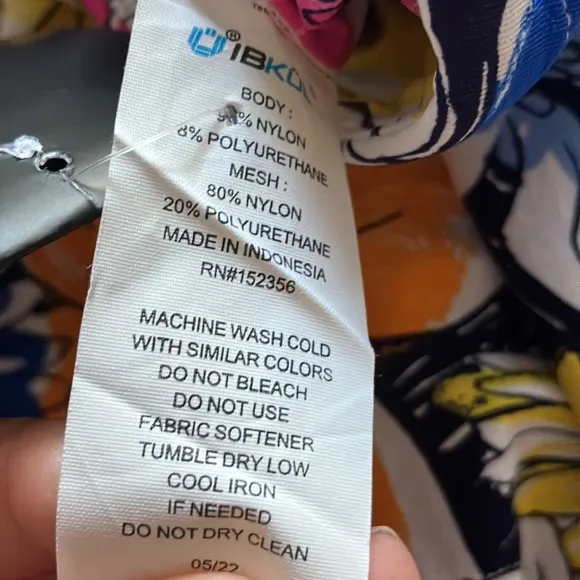 IBKUL
BODY :
% NYLON
8% POLYURETHANE
MESH :
80% NYLON
20% POLYURETHANE
MADE IN INDONESIA
RN#152356
MACHINE WASH COLD
WITH SIMILAR COLORS
DO NOT BLEACH
DO NOT USE
FABRIC SOFTENER
TUMBLE DRY LOW
COOL IRON
IF NEEDED
DO NOT DRY CLEAN
05/22